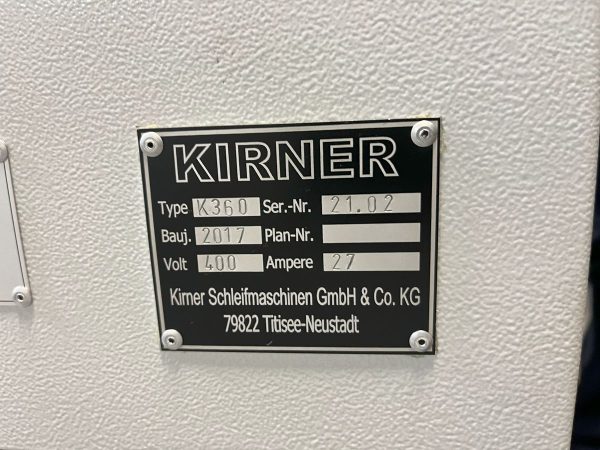 KIRNER
Type K360 Ser.-Nr. 21.02
Bauj. 2017 Plan-Nr.
Volt 400 Ampere 27
Kirner Schleifmaschinen GmbH & Co. KG
79822 Titisee-Neustadt